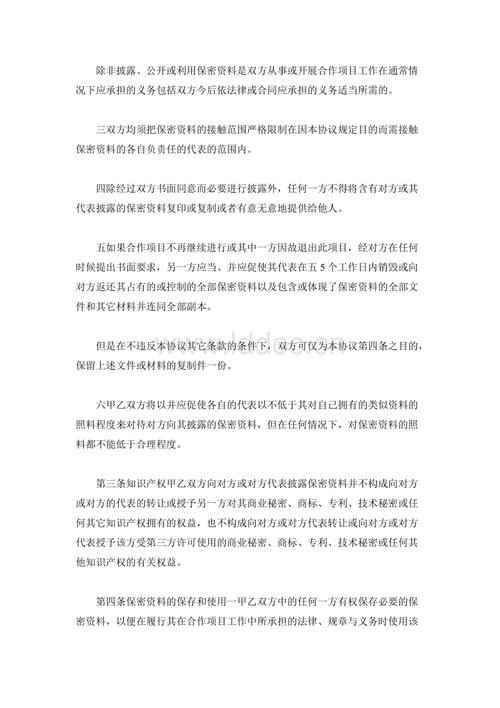 除非披露、公开或利用保密资料是双方从事或开展合作项目工作在通常情
况下应承担的义务包括双方今后依法律或合同应承担的义务适当所需的。
三双方均须把保密资料的接触范围严格限制在因本协议规定目的而需接触
保密资料的各自负责任的代表的范围内。
四除经过双方书面同意而必要进行披露外，任何一方不得将含有对方或其
代表披露的保密资料复印或复制或者有意无意地提供给他人。
五如果合作项目不再继续进行或其中一方因故退出此项目，经对方在任何
时候提出书面要求，另一方应当、并应促使其代表在五 5 个工作日内销毁或向
对方返还其占有的或控制的全部保密资料以及包含或体现了保密资料的全部
文件和其它材料并连同全部副本。
但是在不违反本协议其它条款的条件下，双方可仅为本协议第四条之目的，
保留上述文件或材料的复制件一份。
六甲乙双方将以并应促使各自的代表以不低于其对自己拥有的类似资料的
照料程度来对待对方向其披露的保密资料，但在任何情况下，对保密资料的照
料都不能低于合理程度。
第三条知识产权甲乙双方向对方或对方代表披露保密资料并不构成向对方
或对方的代表的转让或授予另一方对其商业秘密、商标、专利、技术秘密或任
何其它知识产权拥有的权益，也不构成向对方或对方代表转让或向对方或对方
代表授予该方受第三方许可使用的商业秘密、商标、专利、技术秘密或任何其
他知识产权的有关权益。
第四条保密资料的保存和使用一甲乙双方中的任何一方有权保存必要的保
密资料，以便在履行其在合作项目工作中所承担的法律、规章与义务时使用该